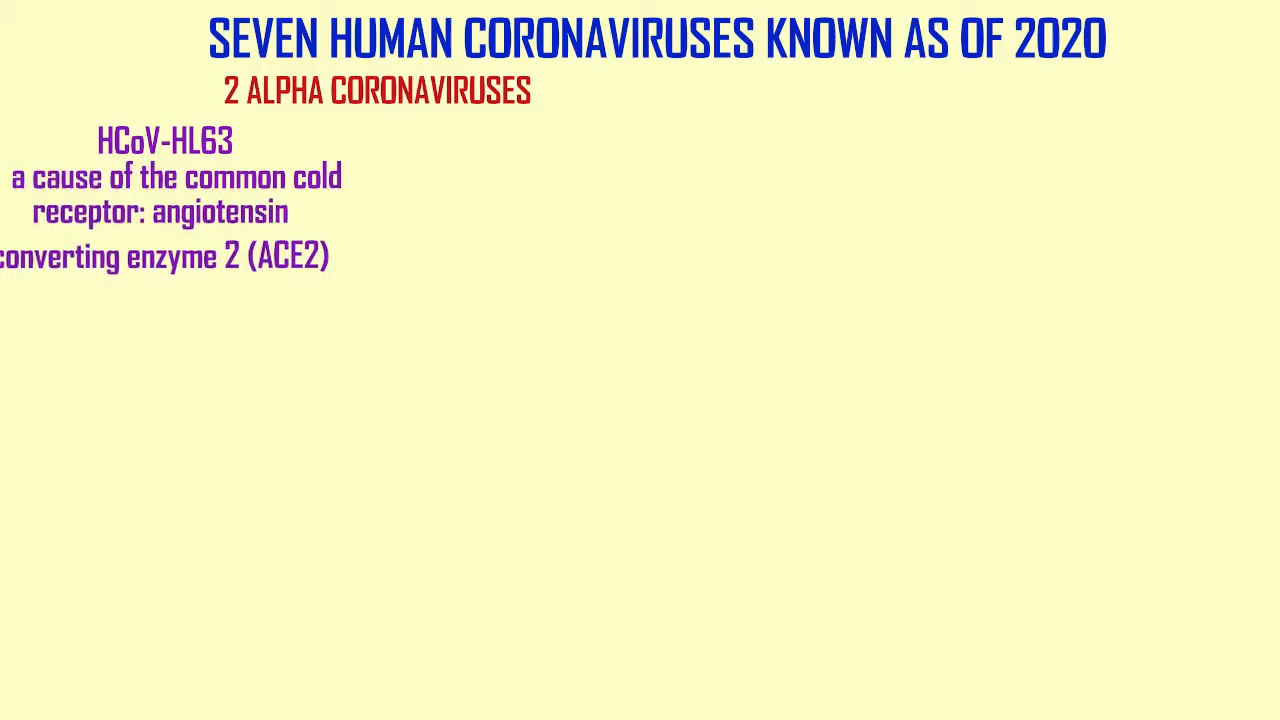 SEVEN HUMAN CORONAVIRUSES KNOWN AS OF 2020
2 ALPHA CORONAVIRUSES
HCoV-HL63
a cause of the common cold
receptor: angiotensin
converting enzyme 2 (ACE2)